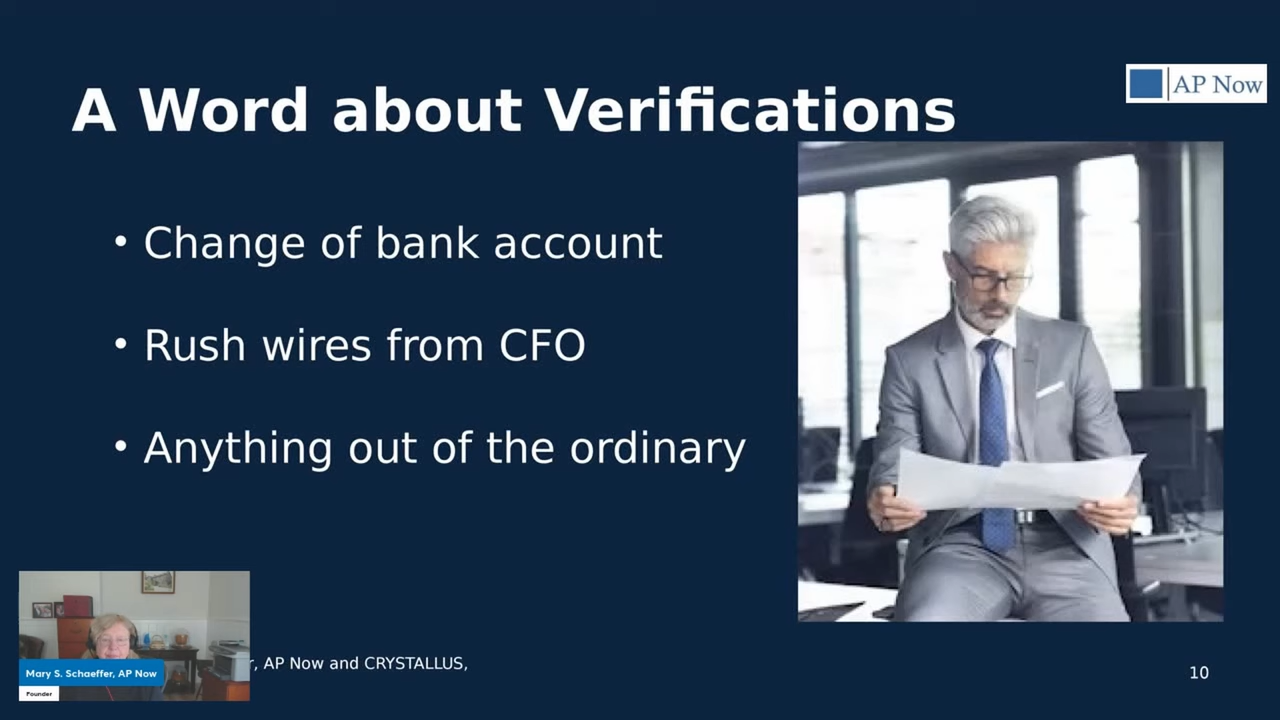 A Word about Verifications
AP Now
• Change of bank account
• Rush wires from CFO
• Anything out of the ordinary
Mary S. Schaeffer, AP Now
Founder
r, AP Now and CRYSTALLUS,
10